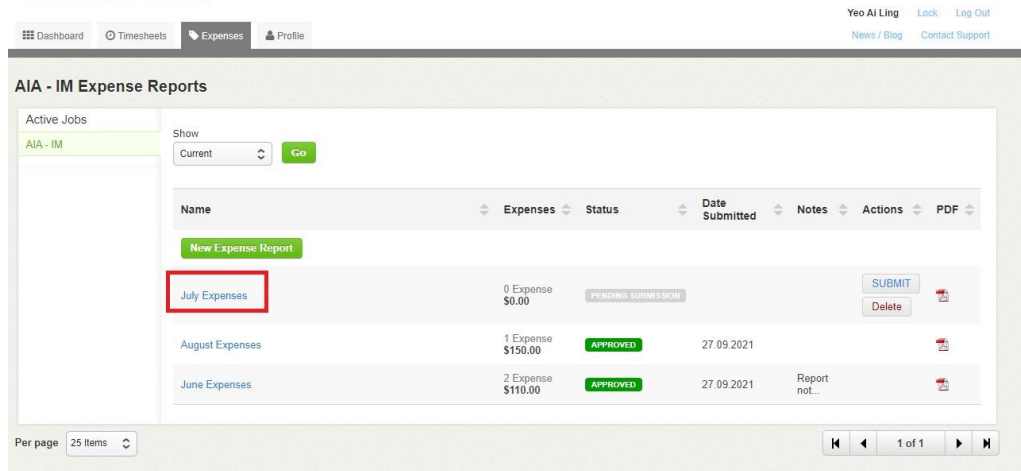 Yeo Ai Ling Lock Log Out
Dashboard Timesheets Expenses Profile News / Blog Contact Support
AIA - IM Expense Reports
Active Jobs
AIA - IM
Show
Current Go
Name Expenses Status Date Submitted Notes Actions PDF
New Expense Report
July Expenses 0 Expense PENDING SUBMISSION SUBMIT
$0.00 Delete
August Expenses 1 Expense APPROVED 27.09.2021
$150.00
June Expenses 2 Expense APPROVED 27.09.2021 Report
$110.00 not...
Per page 25 Items 1 of 1